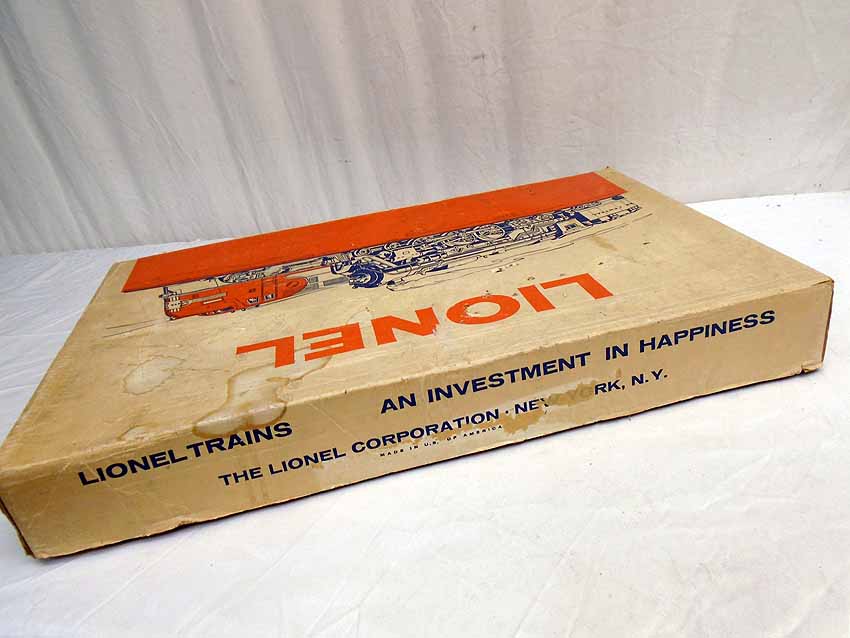 LIONEL
LIONEL TRAINS AN INVESTMENT IN HAPPINESS
THE LIONEL CORPORATION · NEW YORK, N.Y.
MADE IN U.S. OF AMERICA